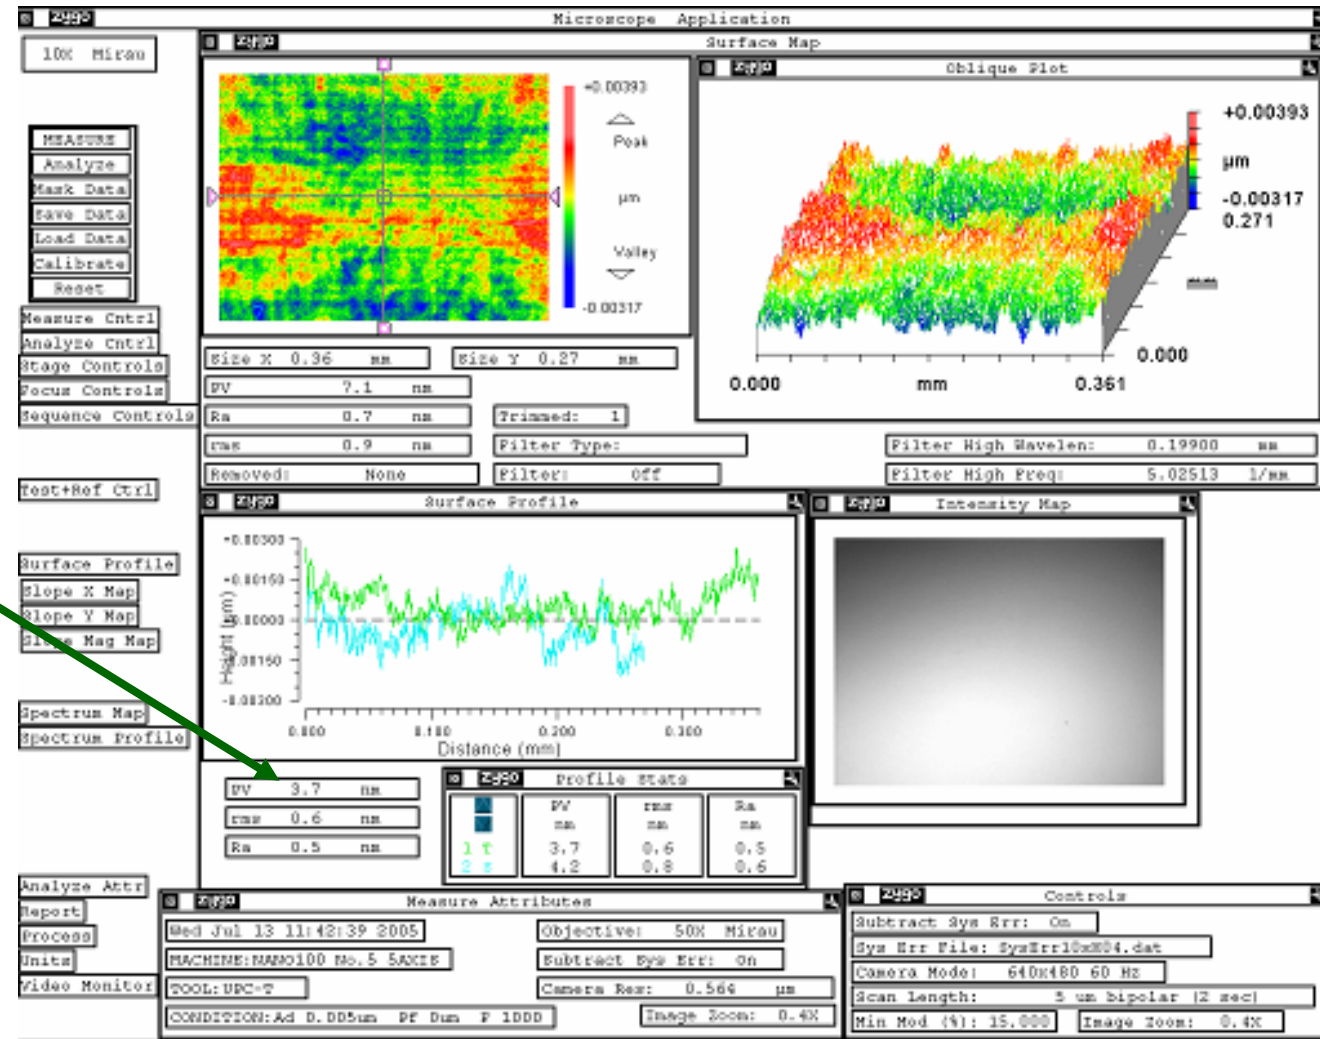 zygo Microscope Application
10X Mirau
MEASURE
Analyze
Mask Data
Save Data
Load Data
Calibrate
Reset
Measure Cntrl
Analyze Cntrl
Stage Controls
Focus Controls
Sequence Controls
Test+Ref Ctrl
Surface Profile
Slope X Map
Slope Y Map
Slope Mag Map
Spectrum Map
Spectrum Profile
Analyze Attr
Report
Process
Units
Video Monitor
zygo Surface Map
+0.00393
Peak
µm
Valley
-0.00317
zygo Oblique Plot
+0.00393
µm
-0.00317
0.271
mm
0.000
0.000 mm 0.361
Size X 0.36 mm
Size Y 0.27 mm
PV 7.1 nm
Ra 0.7 nm
rms 0.9 nm
Removed: None
Trimmed: 1
Filter Type:
Filter: Off
Filter High Wavelen: 0.19900 mm
Filter High Freq: 5.02513 1/mm
zygo Surface Profile
+0.00300
+0.00150
0.00000
-0.00150
-0.00300
Height (µm)
0.000 0.100 0.200 0.300
Distance (mm)
PV 3.7 nm
rms 0.6 nm
Ra 0.5 nm
zygo Profile Stats
PV rms Ra
nm nm nm
1 3.7 0.6 0.5
2 4.2 0.8 0.6
zygo Intensity Map
zygo Measure Attributes
Wed Jul 13 11:42:39 2005
MACHINE:NANO100 No.5 5AXIS
TOOL:UPC-T
CONDITION:Ad 0.005um Pf 0um F 1000
Objective: 50X Mirau
Subtract Sys Err: On
Camera Res: 0.564 µm
Image Zoom: 0.4X
zygo Controls
Subtract Sys Err: On
Sys Err File: SysErr10xX04.dat
Camera Mode: 640x480 60 Hz
Scan Length: 5 um bipolar (2 sec)
Min Mod (%): 15.000
Image Zoom: 0.4X